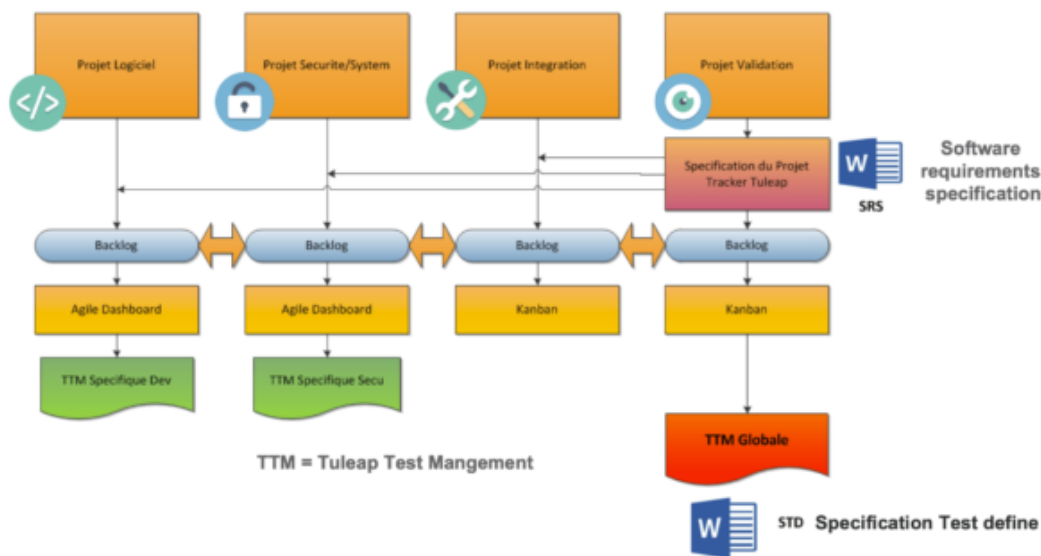 Projet Logiciel
Projet Securite/System
Projet Integration
Projet Validation
</>
Specification du Projet
Tracker Tuleap
W
SRS
Software
requirements
specification
Backlog
Backlog
Backlog
Backlog
Agile Dashboard
Agile Dashboard
Kanban
Kanban
TTM Specifique Dev
TTM Specifique Secu
TTM Globale
TTM = Tuleap Test Mangement
W
STD Specification Test define